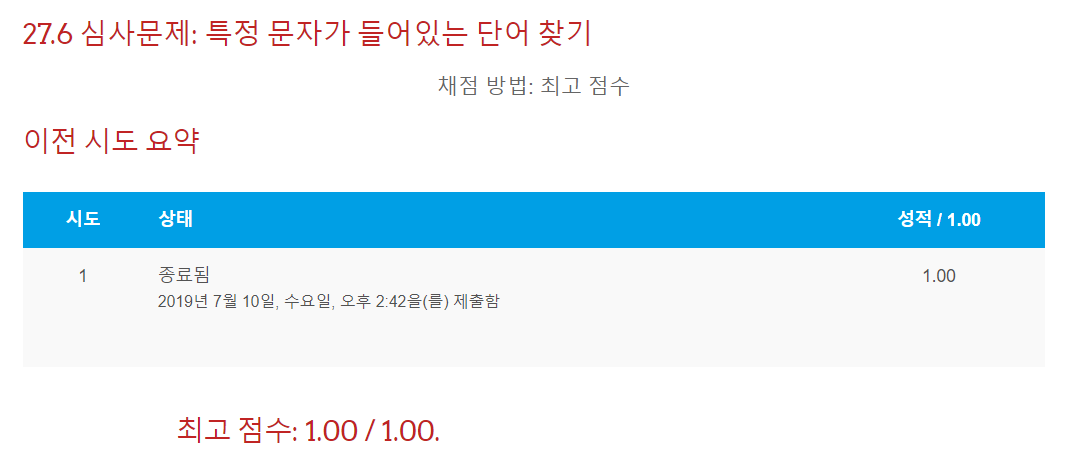 27.6 심사문제: 특정 문자가 들어있는 단어 찾기
채점 방법: 최고 점수
이전 시도 요약
시도 상태 성적 / 1.00
1 종료됨 1.00
2019년 7월 10일, 수요일, 오후 2:42을(를) 제출함
최고 점수: 1.00 / 1.00.